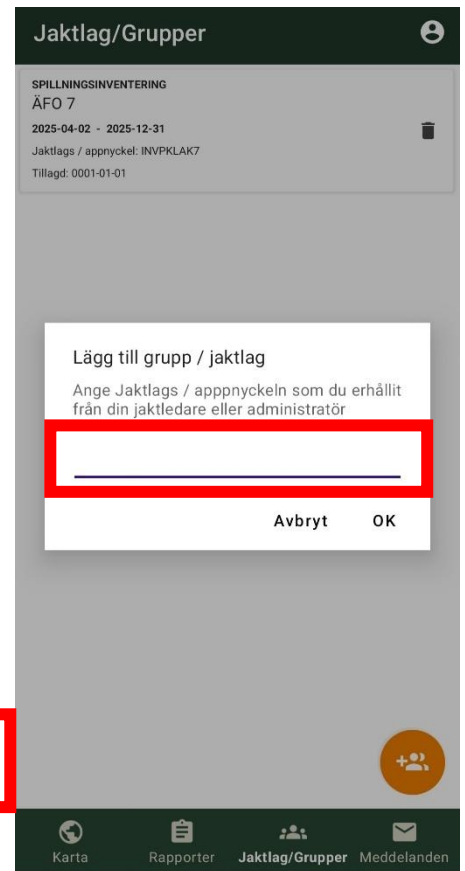 Jaktlag/Grupper
SPILLNINGSINVENTERING
ÄFO 7
2025-04-02 - 2025-12-31
Jaktlags / appnyckel: INVPKLAK7
Tillagd: 0001-01-01
Lägg till grupp / jaktlag
Ange Jaktlags / apppnyckeln som du erhållit
från din jaktledare eller administratör
Avbryt OK
Karta Rapporter Jaktlag/Grupper Meddelanden